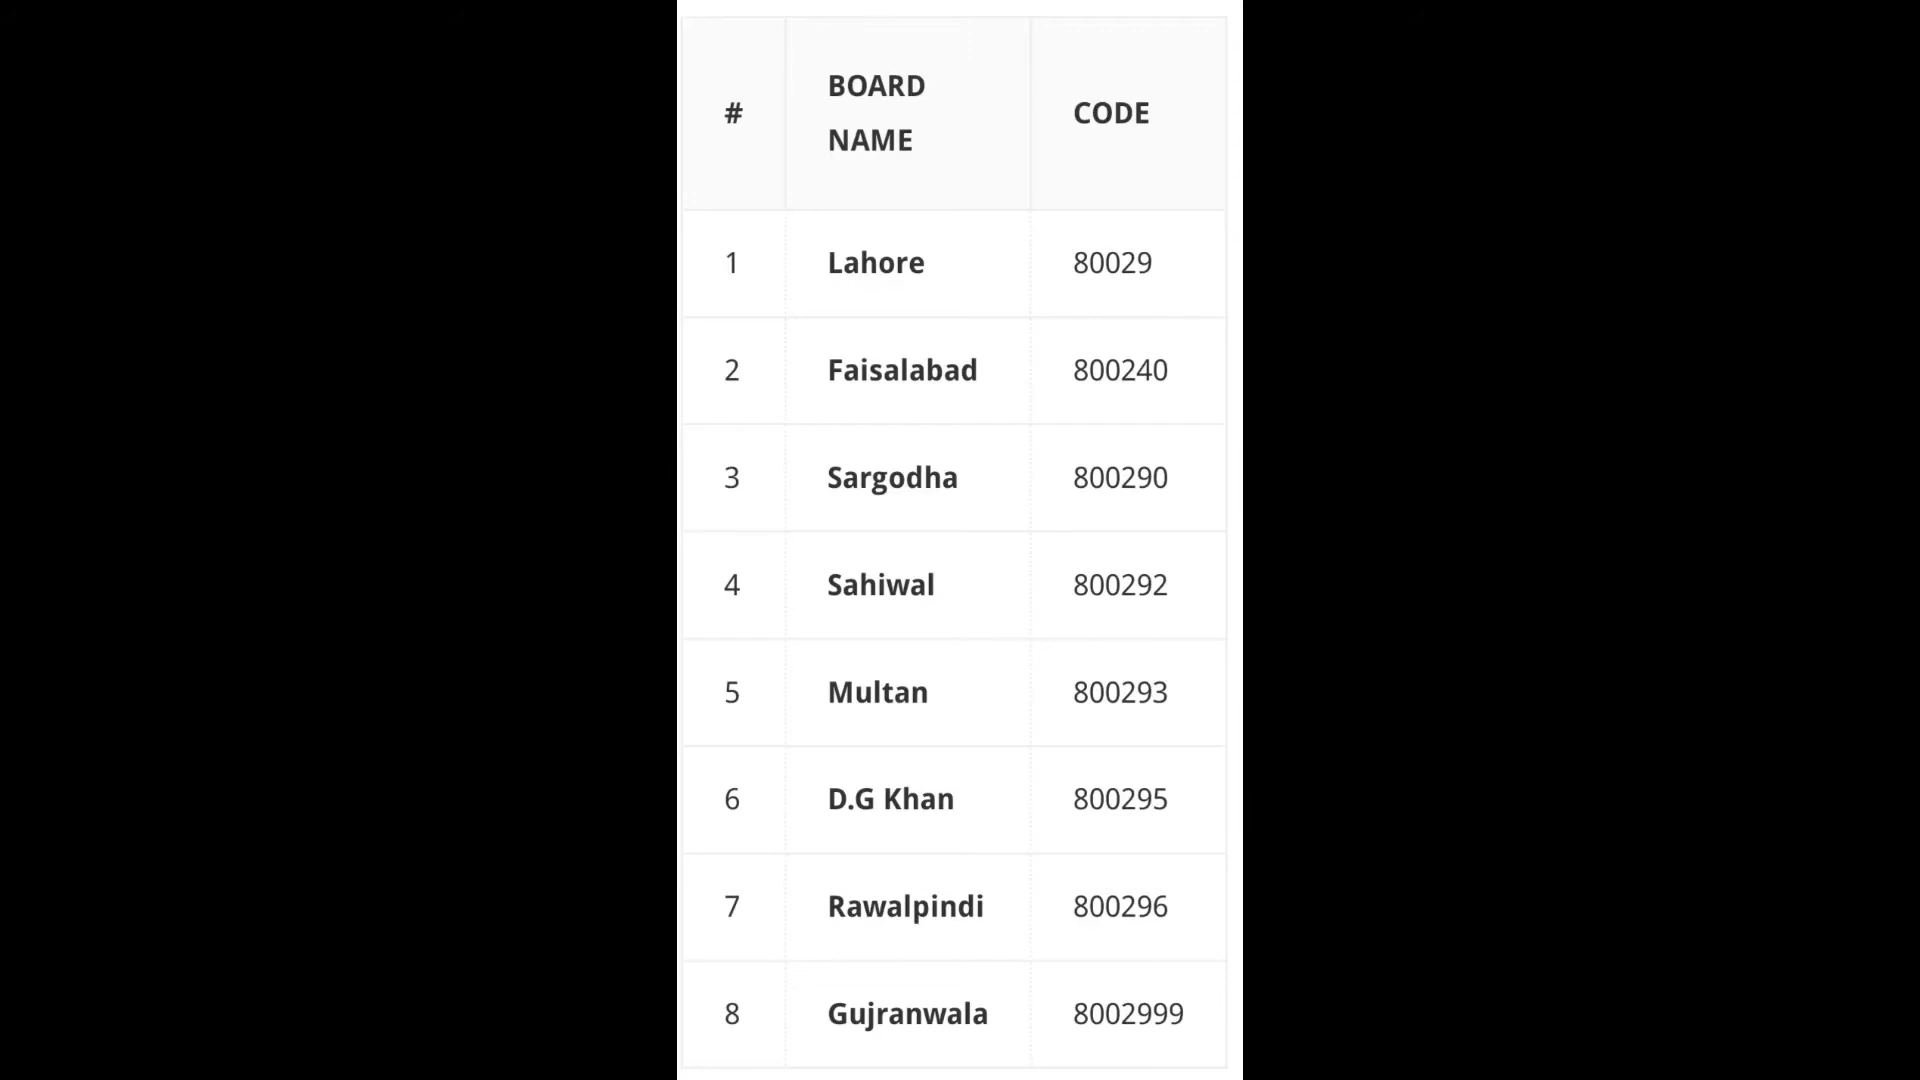 # BOARD NAME CODE
1 Lahore 80029
2 Faisalabad 800240
3 Sargodha 800290
4 Sahiwal 800292
5 Multan 800293
6 D.G Khan 800295
7 Rawalpindi 800296
8 Gujranwala 8002999